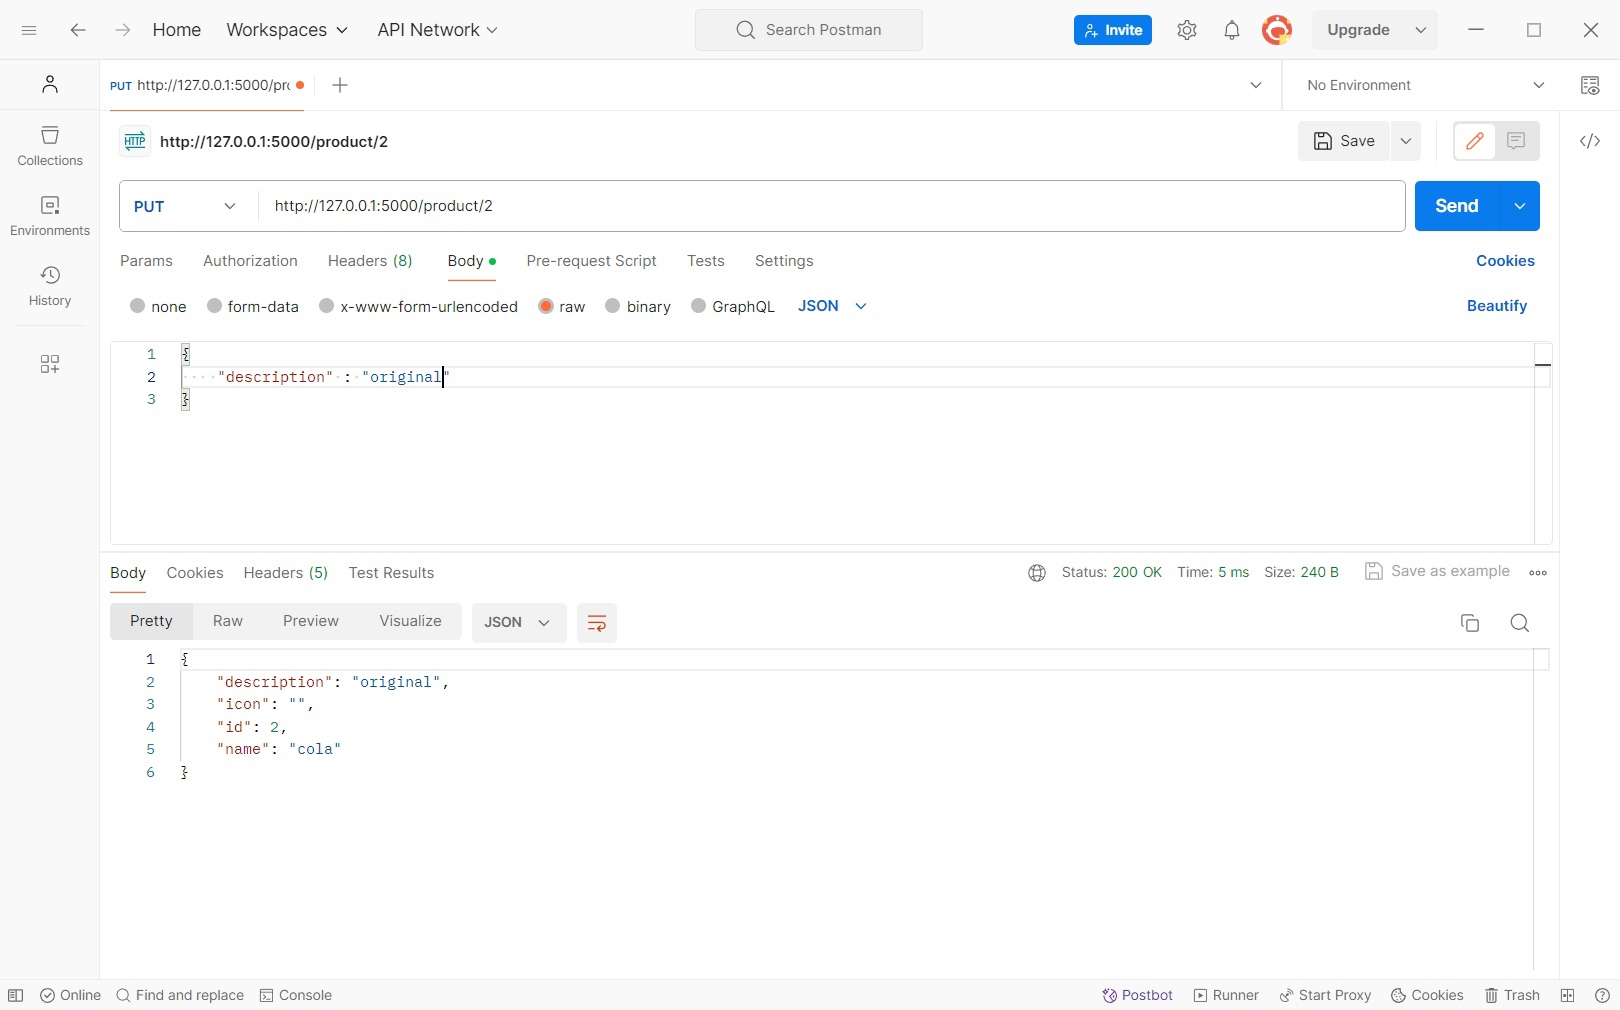 Home Workspaces API Network Search Postman Invite Upgrade
PUT http://127.0.0.1:5000/pr No Environment
HTTP http://127.0.0.1:5000/product/2 Save
Collections
PUT http://127.0.0.1:5000/product/2 Send
Environments
Params Authorization Headers (8) Body Pre-request Script Tests Settings Cookies
History
none form-data x-www-form-urlencoded raw binary GraphQL JSON Beautify
1 {
2 "description" : "original"
3 }
Body Cookies Headers (5) Test Results Status: 200 OK Time: 5 ms Size: 240 B Save as example
Pretty Raw Preview Visualize JSON
1 {
2 "description": "original",
3 "icon": "",
4 "id": 2,
5 "name": "cola"
6 }
Online Find and replace Console Postbot Runner Start Proxy Cookies Trash